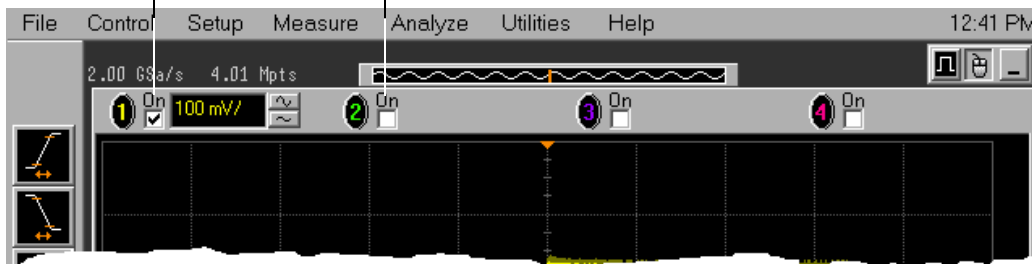 File Control Setup Measure Analyze Utilities Help 12:41 PM
2.00 GSa/s 4.01 Mpts
1 On 100 mV/ 2 On 3 On 4 On